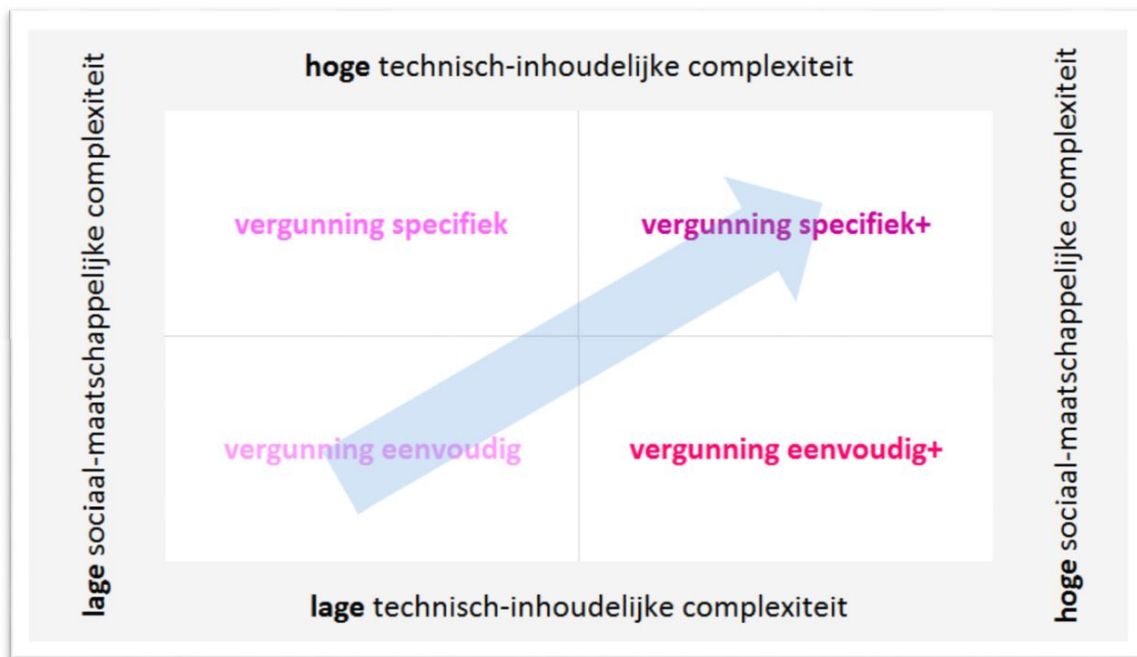 hoge technisch-inhoudelijke complexiteit
lage sociaal-maatschappelijke complexiteit
vergunning specifiek
vergunning specifiek+
hoge sociaal-maatschappelijke complexiteit
vergunning eenvoudig
vergunning eenvoudig+
lage technisch-inhoudelijke complexiteit